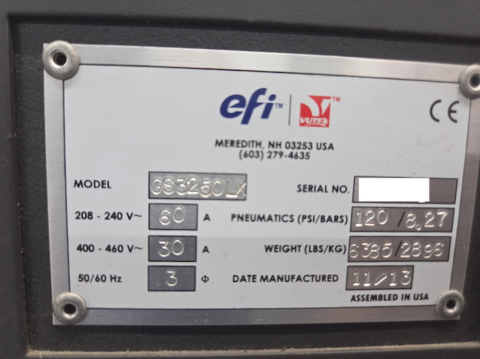 efi™ VUTEk™ CE
MEREDITH, NH 03253 USA
(603) 279-4635
MODEL GS3250LX SERIAL NO.
208 - 240 V~ 60 A PNEUMATICS (PSI/BARS) 120 / 8.27
400 - 460 V~ 30 A WEIGHT (LBS/KG) 6385/2896
50/60 Hz 3 Φ DATE MANUFACTURED 11/13
ASSEMBLED IN USA